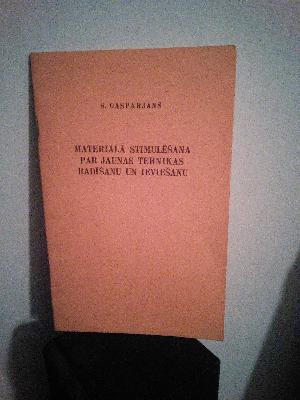 S. GASPARJANS
MATERIĀLĀ STIMULĒŠANA
PAR JAUNAS TEHNIKAS
RADĪŠANU UN IEVIEŠANU